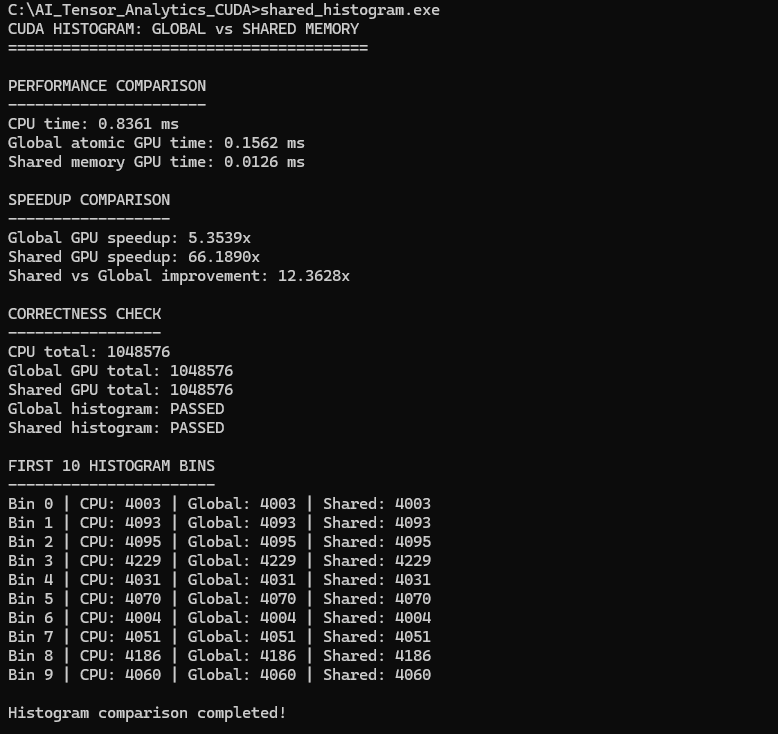 C:\AI_Tensor_Analytics_CUDA>shared_histogram.exe
CUDA HISTOGRAM: GLOBAL vs SHARED MEMORY
========================================
PERFORMANCE COMPARISON
----------------------
CPU time: 0.8361 ms
Global atomic GPU time: 0.1562 ms
Shared memory GPU time: 0.0126 ms
SPEEDUP COMPARISON
------------------
Global GPU speedup: 5.3539x
Shared GPU speedup: 66.1890x
Shared vs Global improvement: 12.3628x
CORRECTNESS CHECK
-----------------
CPU total: 1048576
Global GPU total: 1048576
Shared GPU total: 1048576
Global histogram: PASSED
Shared histogram: PASSED
FIRST 10 HISTOGRAM BINS
-----------------------
Bin 0 | CPU: 4003 | Global: 4003 | Shared: 4003
Bin 1 | CPU: 4093 | Global: 4093 | Shared: 4093
Bin 2 | CPU: 4095 | Global: 4095 | Shared: 4095
Bin 3 | CPU: 4229 | Global: 4229 | Shared: 4229
Bin 4 | CPU: 4031 | Global: 4031 | Shared: 4031
Bin 5 | CPU: 4070 | Global: 4070 | Shared: 4070
Bin 6 | CPU: 4004 | Global: 4004 | Shared: 4004
Bin 7 | CPU: 4051 | Global: 4051 | Shared: 4051
Bin 8 | CPU: 4186 | Global: 4186 | Shared: 4186
Bin 9 | CPU: 4060 | Global: 4060 | Shared: 4060
Histogram comparison completed!